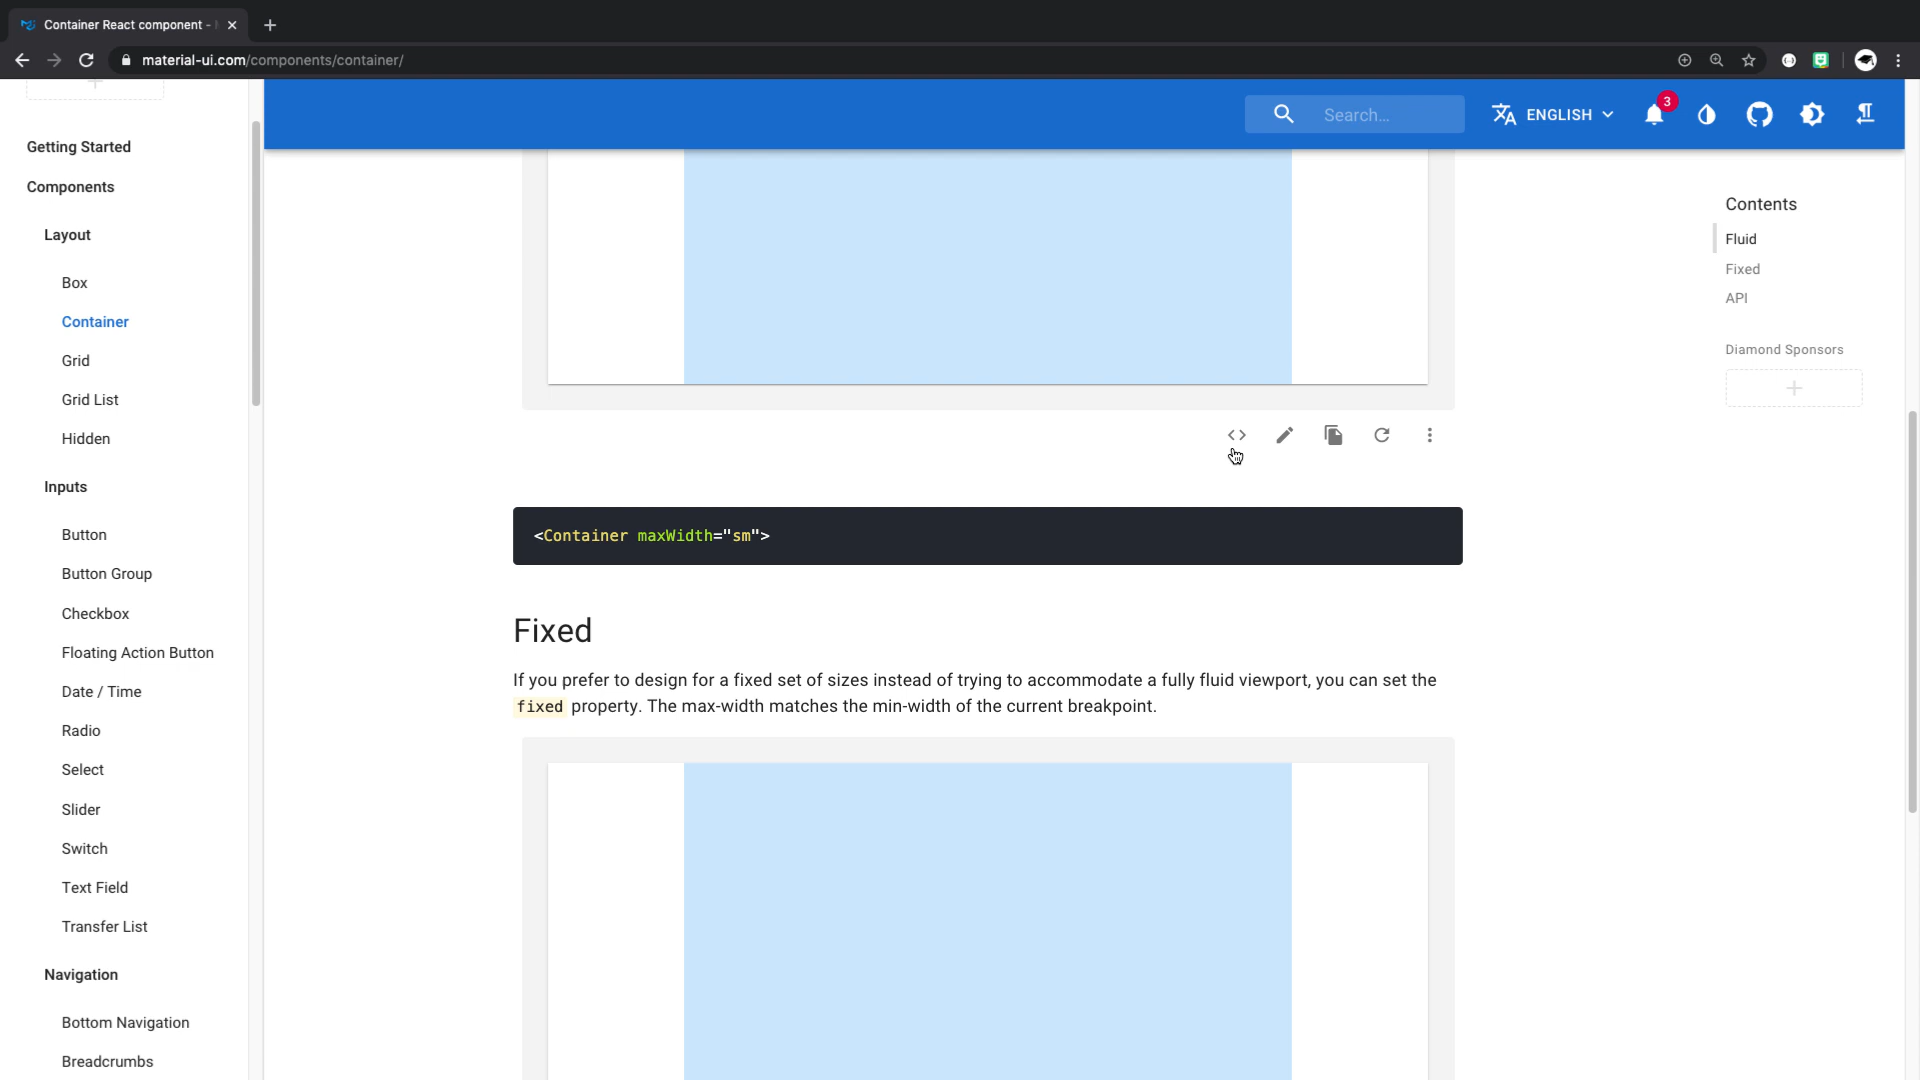 Container React component -
material-ui.com/components/container/
Search...
ENGLISH
3
Getting Started
Components
Layout
Box
Container
Grid
Grid List
Hidden
Inputs
Button
Button Group
Checkbox
Floating Action Button
Date / Time
Radio
Select
Slider
Switch
Text Field
Transfer List
Navigation
Bottom Navigation
Breadcrumbs
<Container maxWidth="sm">
Fixed
If you prefer to design for a fixed set of sizes instead of trying to accommodate a fully fluid viewport, you can set the
fixed property. The max-width matches the min-width of the current breakpoint.
Contents
Fluid
Fixed
API
Diamond Sponsors